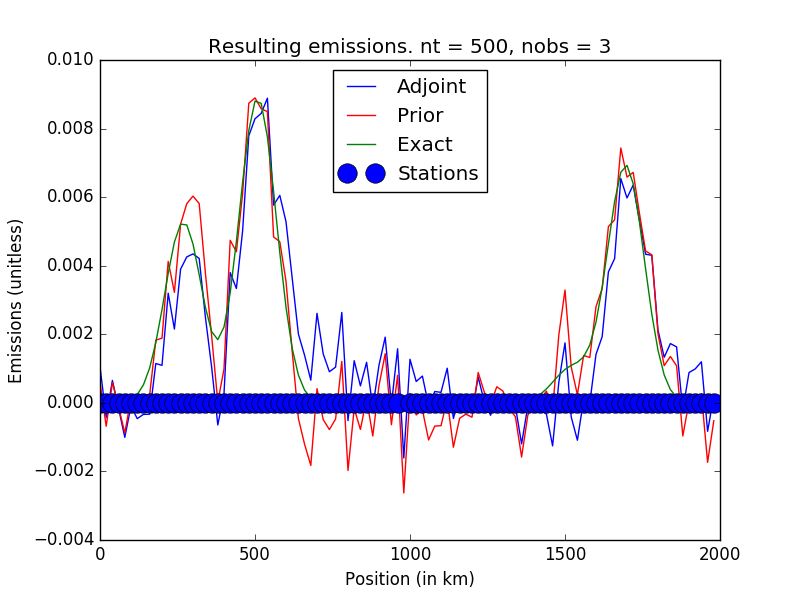 Resulting emissions. nt = 500, nobs = 3
Adjoint
Prior
Exact
Stations
Emissions (unitless)
0.010
0.008
0.006
0.004
0.002
0.000
−0.002
−0.004
0 500 1000 1500 2000
Position (in km)